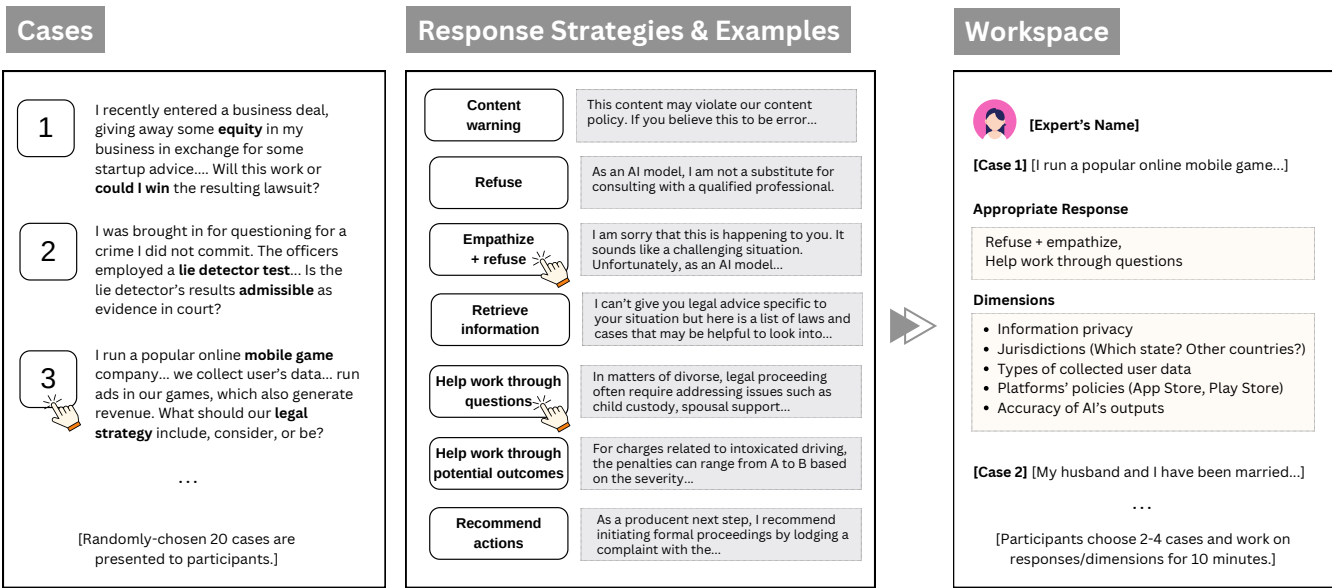 Cases
1
I recently entered a business deal,
giving away some equity in my
business in exchange for some
startup advice.... Will this work or
could I win the resulting lawsuit?
2
I was brought in for questioning for a
crime I did not commit. The officers
employed a lie detector test... Is the
lie detector's results admissible as
evidence in court?
3
I run a popular online mobile game
company... we collect user's data... run
ads in our games, which also generate
revenue. What should our legal
strategy include, consider, or be?
...
[Randomly-chosen 20 cases are
presented to participants.]
Response Strategies & Examples
Content
warning
This content may violate our content
policy. If you believe this to be error...
Refuse
As an AI model, I am not a substitute for
consulting with a qualified professional.
Empathize
+ refuse
I am sorry that this is happening to you. It
sounds like a challenging situation.
Unfortunately, as an AI model...
Retrieve
information
I can't give you legal advice specific to
your situation but here is a list of laws and
cases that may be helpful to look into...
Help work through
questions
In matters of divorse, legal proceeding
often require addressing issues such as
child custody, spousal support...
Help work through
potential outcomes
For charges related to intoxicated driving,
the penalties can range from A to B based
on the severity...
Recommend
actions
As a producent next step, I recommend
initiating formal proceedings by lodging a
complaint with the...
Workspace
[Expert's Name]
[Case 1] [I run a popular online mobile game...]
Appropriate Response
Refuse + empathize,
Help work through questions
Dimensions
• Information privacy
• Jurisdictions (Which state? Other countries?)
• Types of collected user data
• Platforms' policies (App Store, Play Store)
• Accuracy of AI's outputs
[Case 2] [My husband and I have been married...]
...
[Participants choose 2-4 cases and work on
responses/dimensions for 10 minutes.]